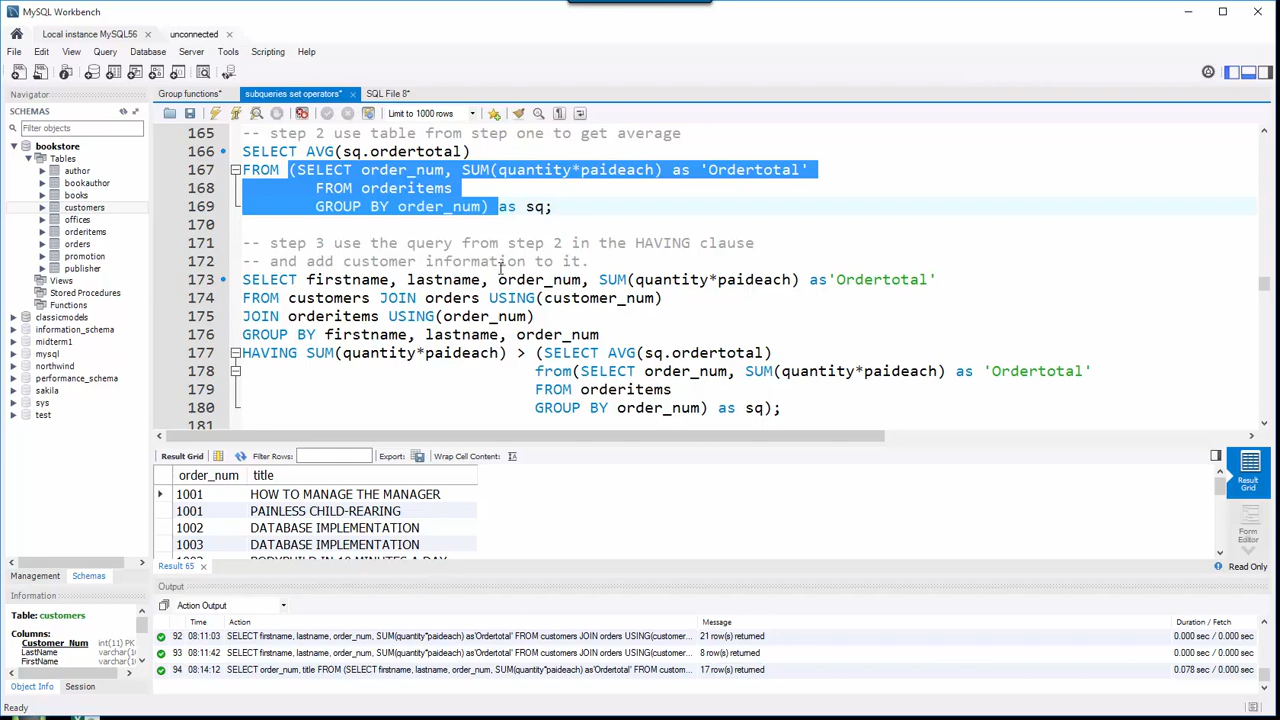 MySQL Workbench
Local instance MySQL56 × unconnected ×
File Edit View Query Database Server Tools Scripting Help
Navigator
SCHEMAS
Filter objects
bookstore
Tables
author
bookauthor
books
customers
offices
orderitems
orders
promotion
publisher
Views
Stored Procedures
Functions
classicmodels
information_schema
midterm1
mysql
northwind
performance_schema
sakila
sys
test
Management Schemas
Information
Table: customers
Columns:
Customer_Num int(11) PK
LastName varchar(1
FirstName varchar(1
Object Info Session
Ready
Group functions* subqueries set operators* × SQL File 8*
Limit to 1000 rows
165 -- step 2 use table from step one to get average
166 SELECT AVG(sq.ordertotal)
167 FROM (SELECT order_num, SUM(quantity*paideach) as 'Ordertotal'
168 FROM orderitems
169 GROUP BY order_num) as sq;
170
171 -- step 3 use the query from step 2 in the HAVING clause
172 -- and add customer information to it.
173 SELECT firstname, lastname, order_num, SUM(quantity*paideach) as'Ordertotal'
174 FROM customers JOIN orders USING(customer_num)
175 JOIN orderitems USING(order_num)
176 GROUP BY firstname, lastname, order_num
177 HAVING SUM(quantity*paideach) > (SELECT AVG(sq.ordertotal)
178 from(SELECT order_num, SUM(quantity*paideach) as 'Ordertotal'
179 FROM orderitems
180 GROUP BY order_num) as sq);
181
Result Grid Filter Rows: Export: Wrap Cell Content:
order_num title
1001 HOW TO MANAGE THE MANAGER
1001 PAINLESS CHILD-REARING
1002 DATABASE IMPLEMENTATION
1003 DATABASE IMPLEMENTATION
1003 BODYBUILD IN 10 MINUTES A DAY
Result Grid
Form Editor
Result 65 × Read Only
Output
Action Output
Time Action Message Duration / Fetch
92 08:11:03 SELECT firstname, lastname, order_num, SUM(quantity*paideach) as'Ordertotal' FROM customers JOIN orders USING(customer... 21 row(s) returned 0.000 sec / 0.000 sec
93 08:11:42 SELECT firstname, lastname, order_num, SUM(quantity*paideach) as'Ordertotal' FROM customers JOIN orders USING(customer... 8 row(s) returned 0.000 sec / 0.000 sec
94 08:14:12 SELECT order_num, title FROM (SELECT firstname, lastname, order_num, SUM(quantity*paideach) as'Ordertotal' FROM custom... 17 row(s) returned 0.078 sec / 0.000 sec